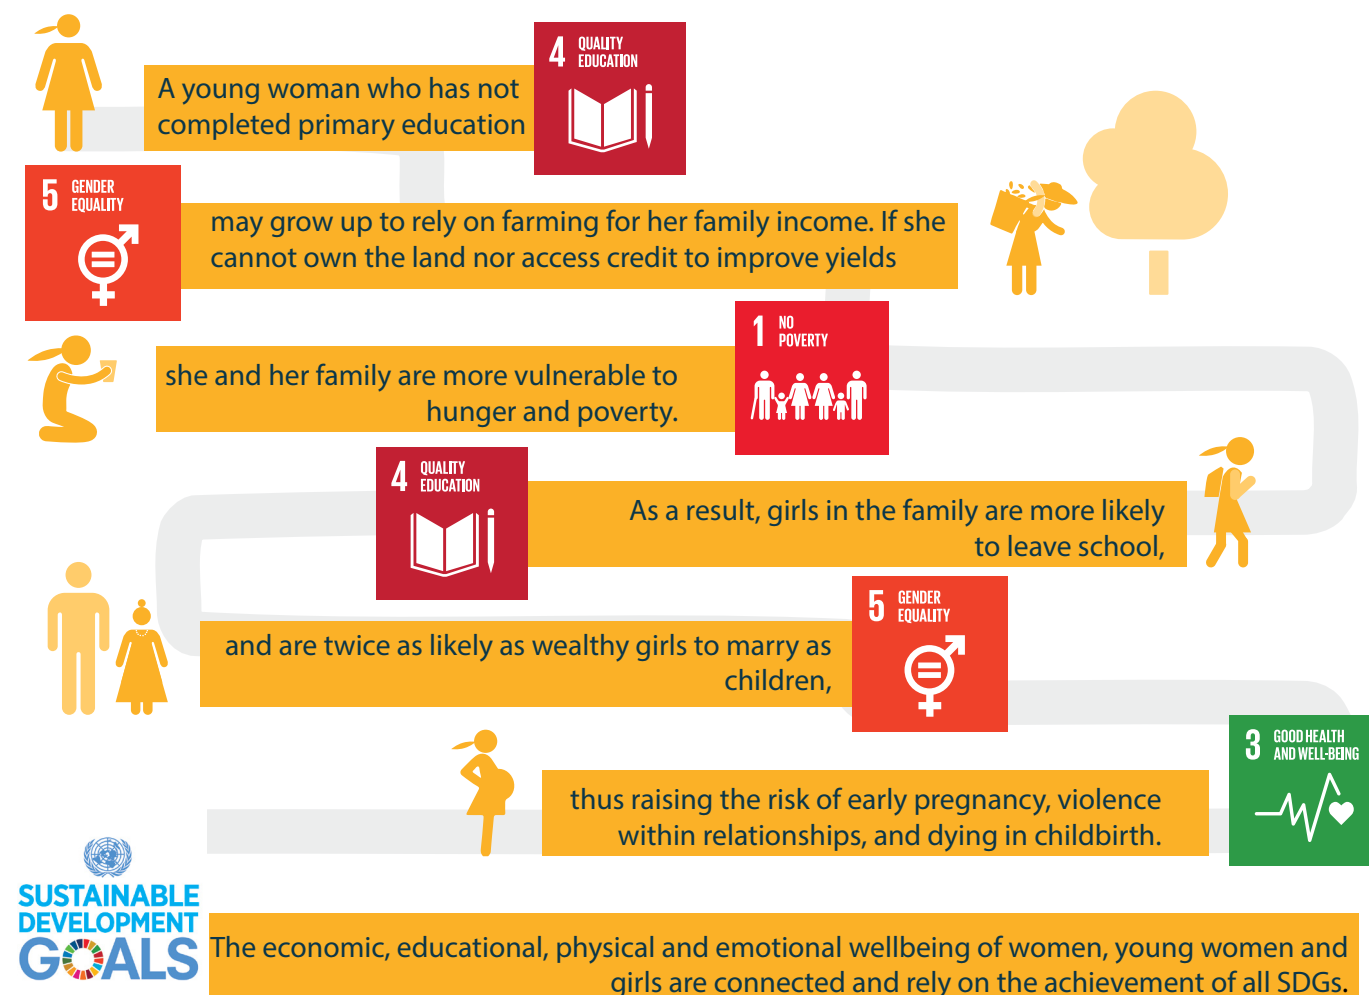 A young woman who has not
completed primary education
4 QUALITY
EDUCATION
5 GENDER
EQUALITY
may grow up to rely on farming for her family income. If she
cannot own the land nor access credit to improve yields
1 NO
POVERTY
she and her family are more vulnerable to
hunger and poverty.
4 QUALITY
EDUCATION
As a result, girls in the family are more likely
to leave school,
and are twice as likely as wealthy girls to marry as
children,
5 GENDER
EQUALITY
3 GOOD HEALTH
AND WELL-BEING
thus raising the risk of early pregnancy, violence
within relationships, and dying in childbirth.
SUSTAINABLE
DEVELOPMENT
GOALS
The economic, educational, physical and emotional wellbeing of women, young women and
girls are connected and rely on the achievement of all SDGs.